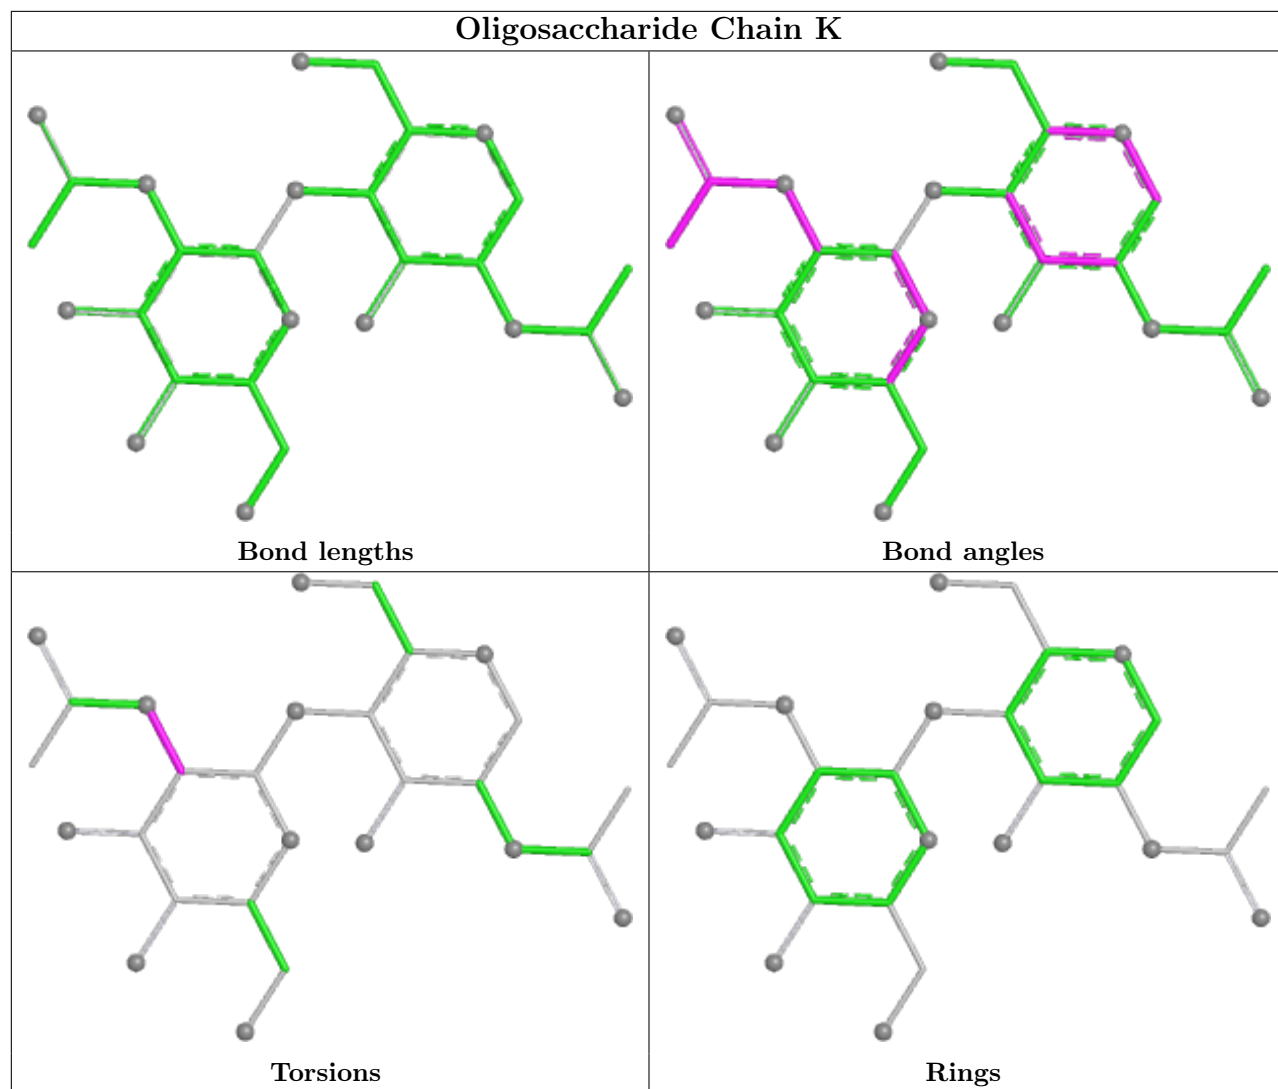 Oligosaccharide Chain K
Bond lengths
Bond angles
Torsions
Rings